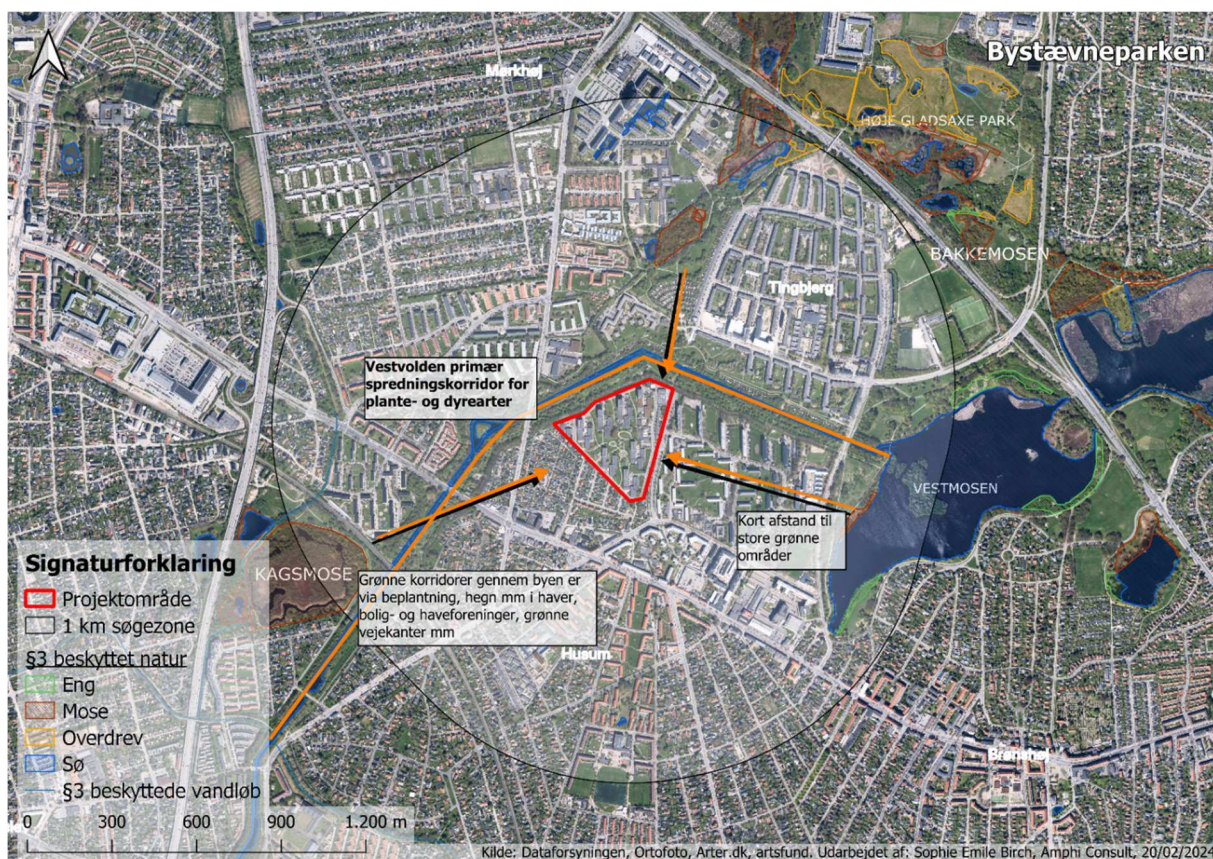 Bystævneparken
Mørkhøj
HØJE GLADSAXE PARK
BAKKEMOSEN
Tingbjerg
Vestvolden primær
spredningskorridor for
plante- og dyrearter
VESTMOSEN
Kort afstand til
store grønne
områder
KAGSMOSE
Grønne korridorer gennem byen er
via beplantning, hegn mm i haver,
bolig- og haveforeninger, grønne
vejekanter mm
Husum
Brønshøj
Signaturforklaring
Projektområde
1 km søgezone
§3 beskyttet natur
Eng
Mose
Overdrev
Sø
§3 beskyttede vandløb
0 300 600 900 1.200 m
Kilde: Dataforsyningen, Ortofoto, Arter.dk, artsfund. Udarbejdet af: Sophie Emile Birch, Amphi Consult, 20/02/2024